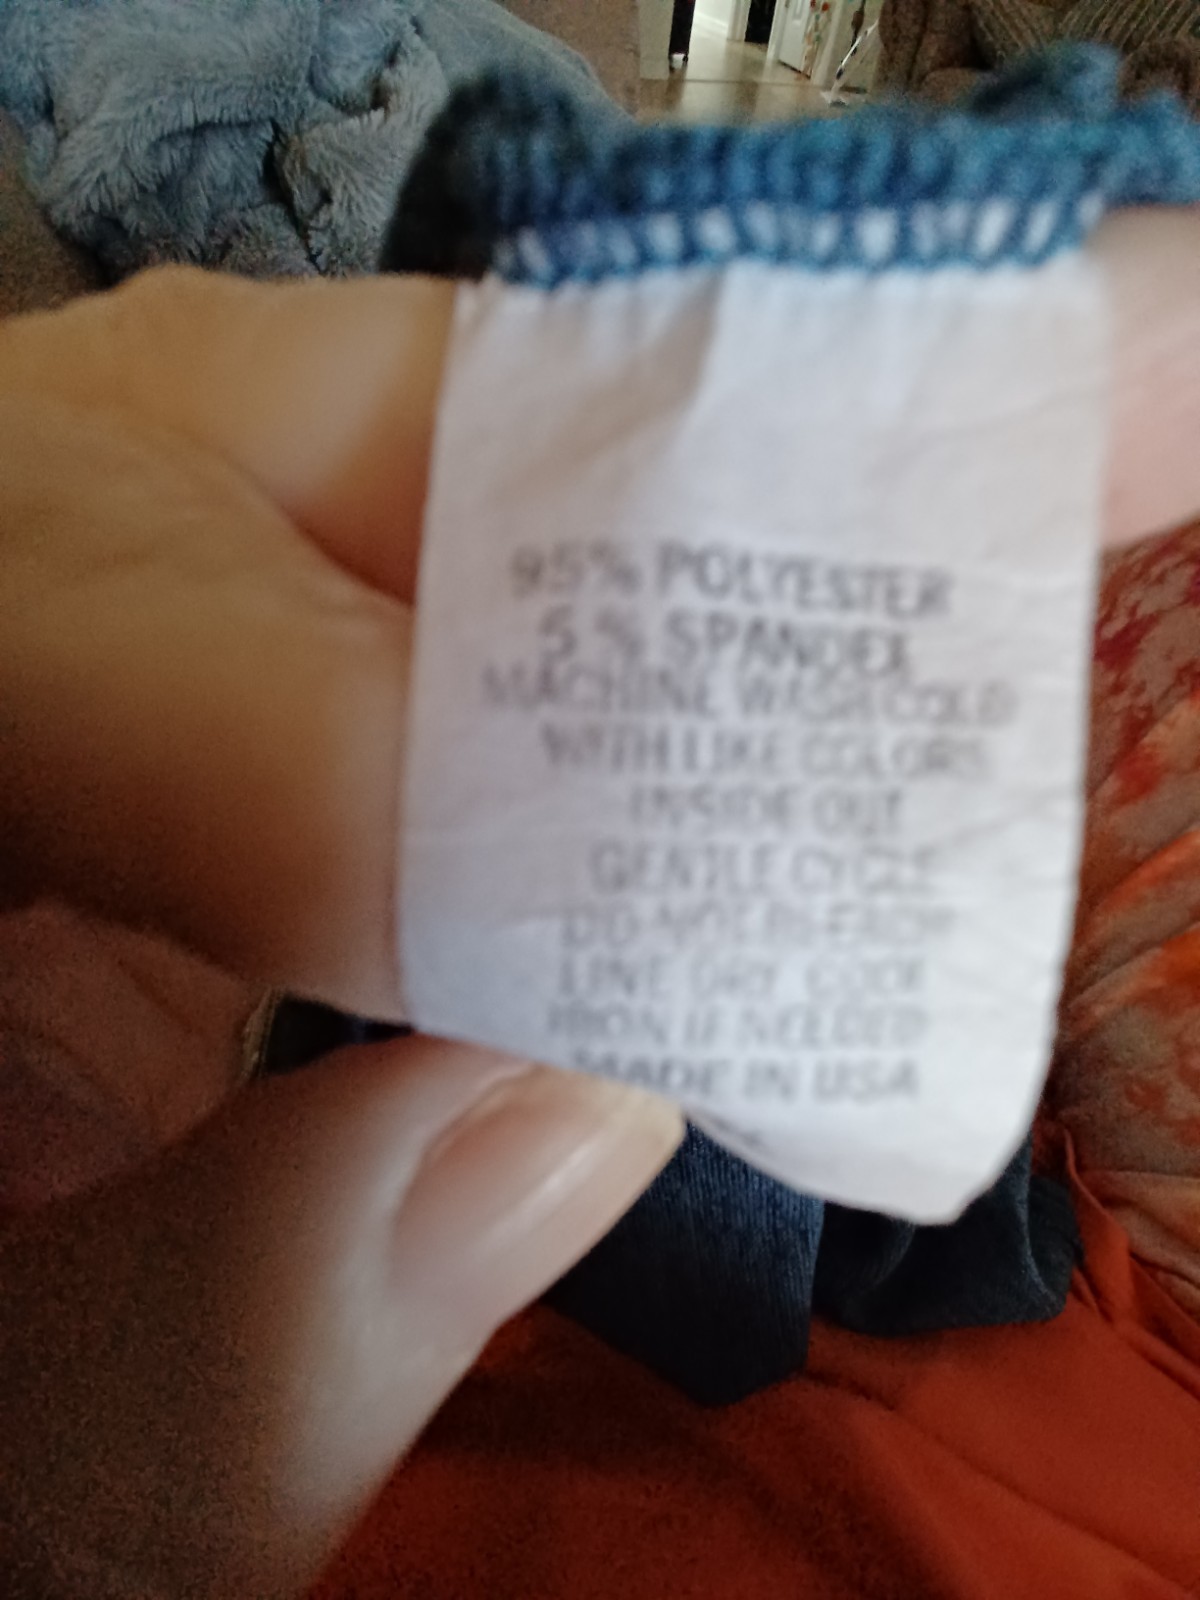 95% POLYESTER
5% SPANDEX
MACHINE WASH COLD
WITH LIKE COLORS
INSIDE OUT
GENTLE CYCLE
DO NOT BLEACH
LINE DRY COOL
IRON IF NEEDED
MADE IN USA